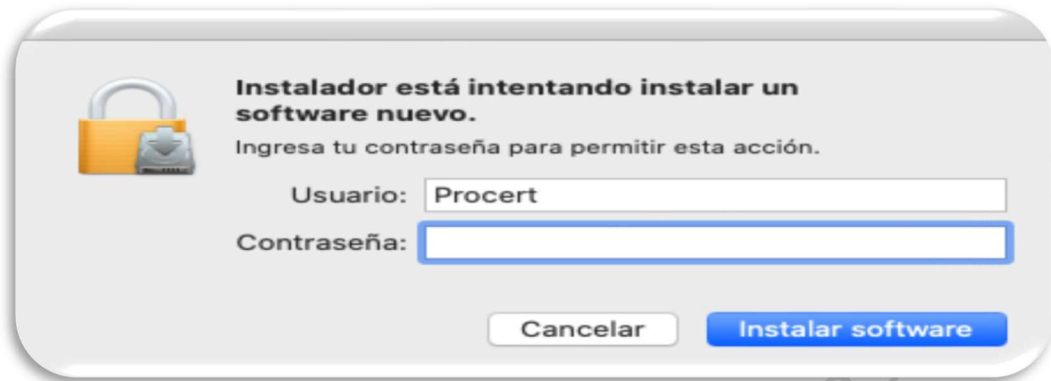 Instalador está intentando instalar un
software nuevo.
Ingresa tu contraseña para permitir esta acción.
Usuario: Procert
Contraseña:
Cancelar Instalar software